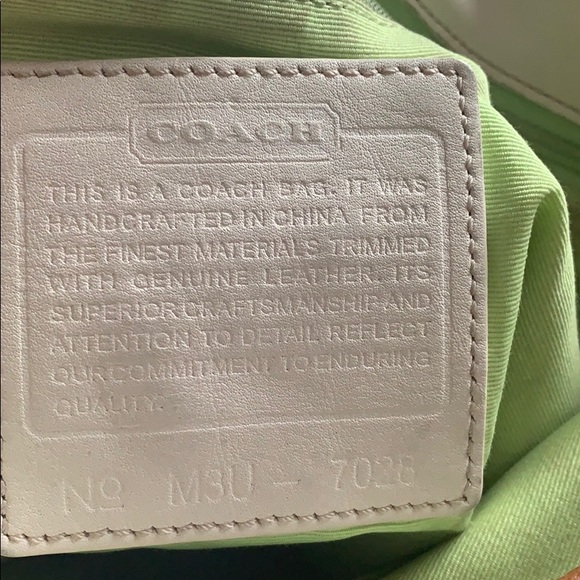 COACH
THIS IS A COACH BAG. IT WAS
HANDCRAFTED IN CHINA FROM
THE FINEST MATERIALS TRIMMED
WITH GENUINE LEATHER. ITS
SUPERIOR CRAFTSMANSHIP AND
ATTENTION TO DETAIL REFLECT
OUR COMMITMENT TO ENDURING
QUALITY.
No M3U - 7028